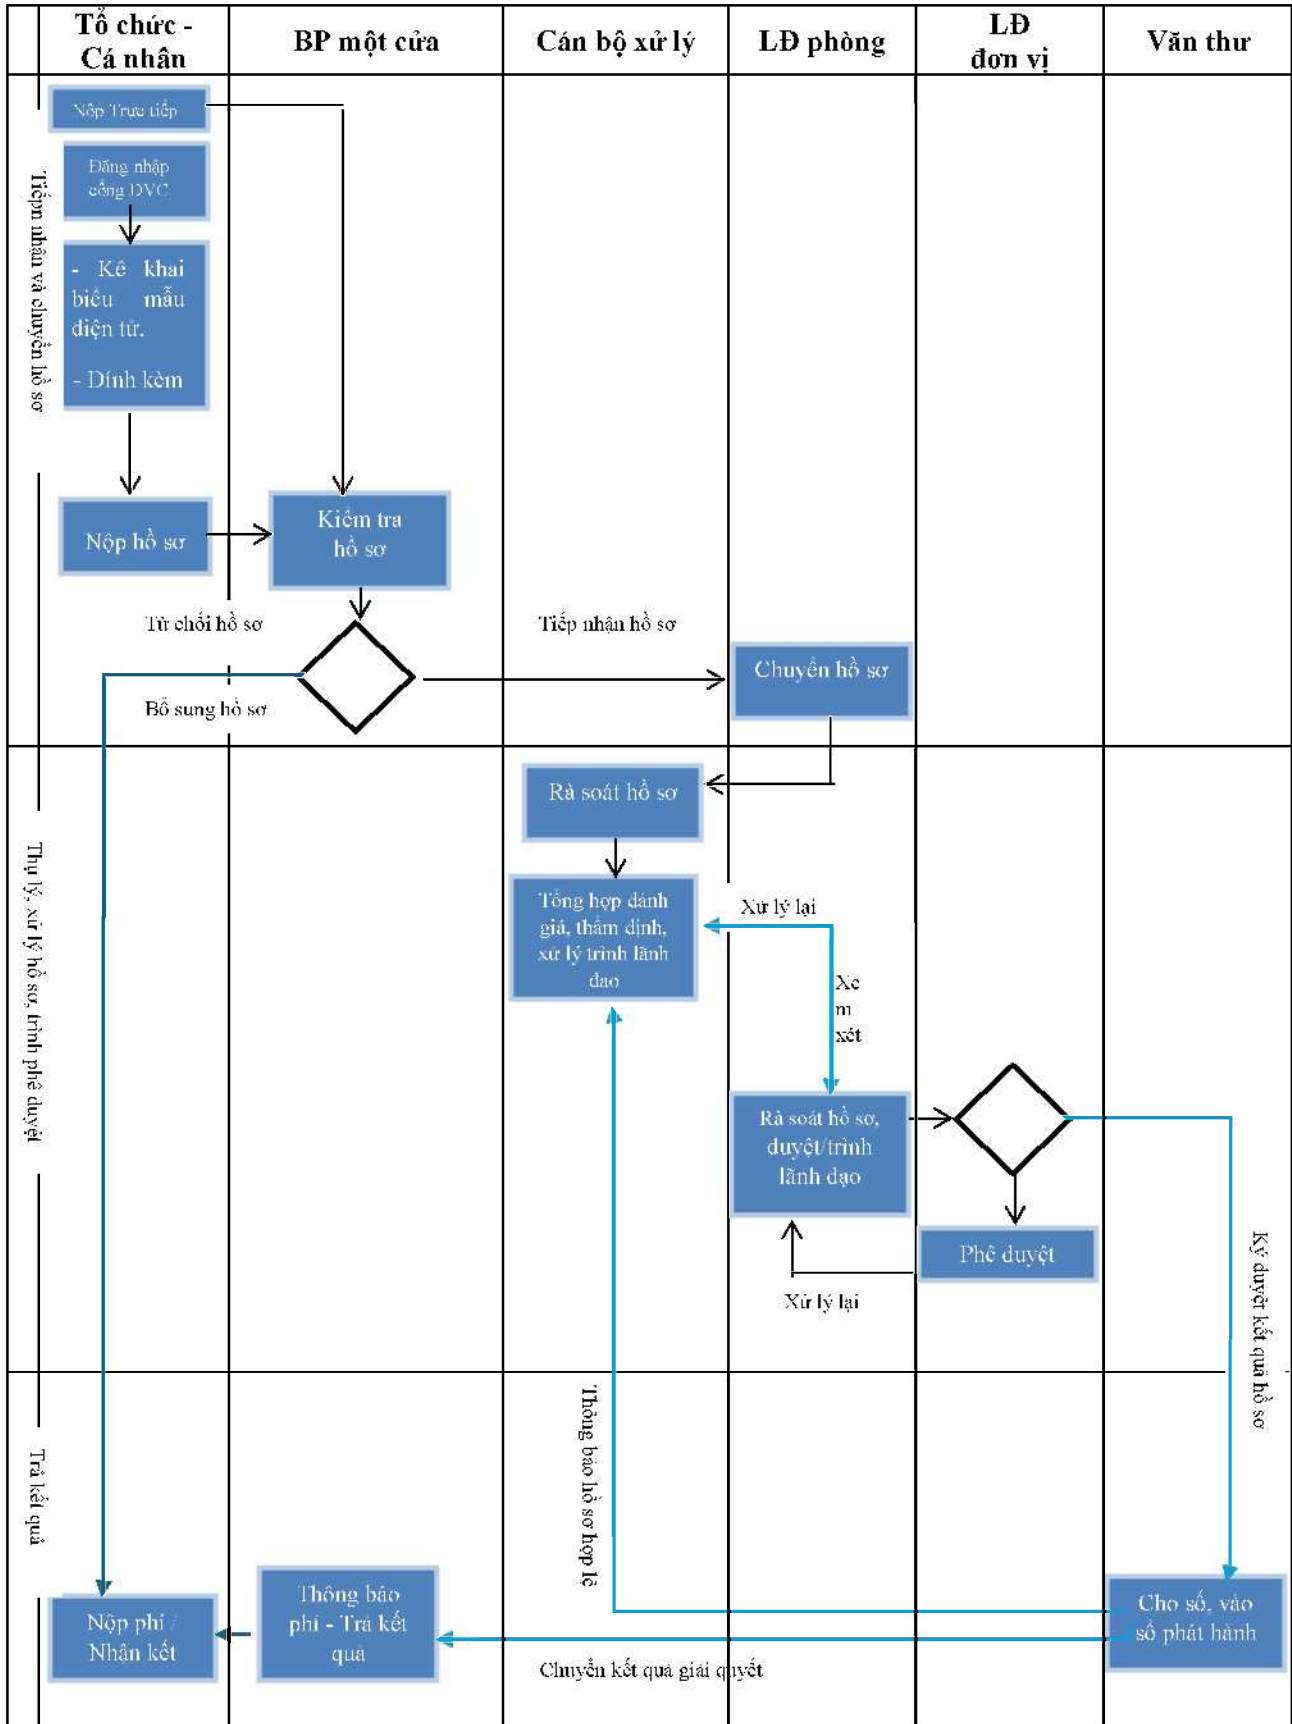 Tổ chức -
Cá nhân
BP một cửa
Cán bộ xử lý
LĐ phòng
LĐ
đơn vị
Văn thư
Tiếpn nhận và chuyển hồ sơ
Nộp Trực tiếp
Đăng nhập
cổng DVC
- Kê khai
biểu mẫu
điện tử.
- Đính kèm
Nộp hồ sơ
Kiểm tra
hồ sơ
Từ chối hồ sơ
Tiếp nhận hồ sơ
Bổ sung hồ sơ
Chuyển hồ sơ
Thụ lý, xử lý hồ sơ, trình phê duyệt
Rà soát hồ sơ
Tổng hợp đánh
giá, thẩm định,
xử lý trình lãnh
đạo
Xử lý lại
Xe
m
xét
Rà soát hồ sơ,
duyệt/trình
lãnh đạo
Phê duyệt
Xử lý lại
Ký duyệt kết quả hồ sơ
Trả kết quả
Thông báo hồ sơ hợp lệ
Nộp phí /
Nhận kết
Thông báo
phí - Trả kết
quả
Cho số, vào
sổ phát hành
Chuyển kết quả giải quyết